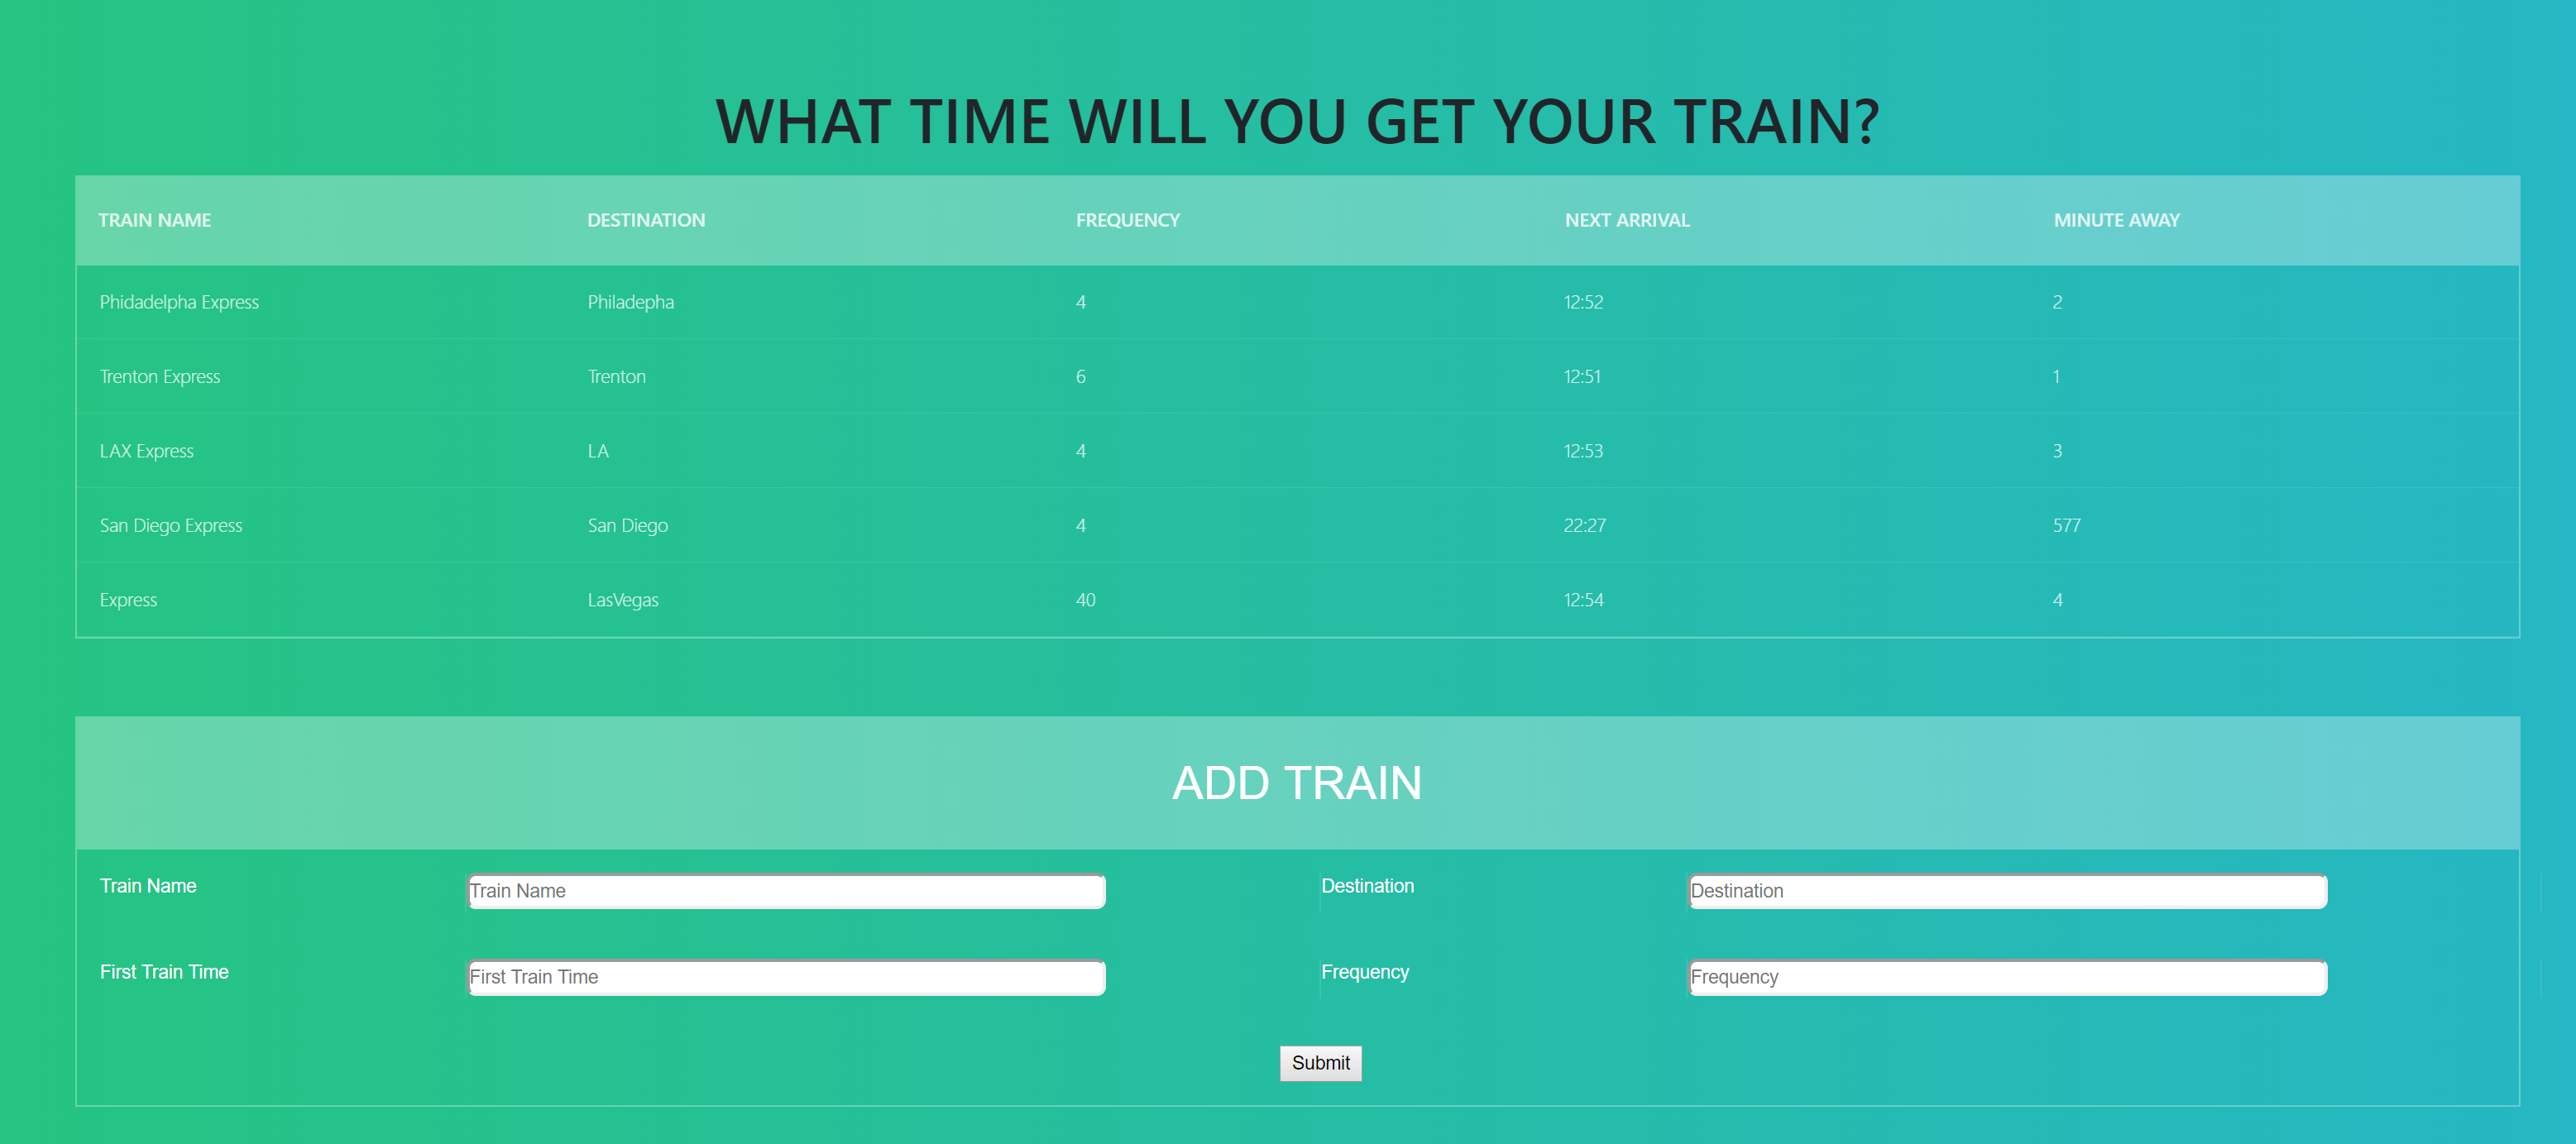 WHAT TIME WILL YOU GET YOUR TRAIN?
TRAIN NAME DESTINATION FREQUENCY NEXT ARRIVAL MINUTE AWAY
Phidadelpha Express Philadepha 4 12:52 2
Trenton Express Trenton 6 12:51 1
LAX Express LA 4 12:53 3
San Diego Express San Diego 4 22:27 577
Express LasVegas 40 12:54 4
ADD TRAIN
Train Name Train Name Destination Destination
First Train Time First Train Time Frequency Frequency
Submit